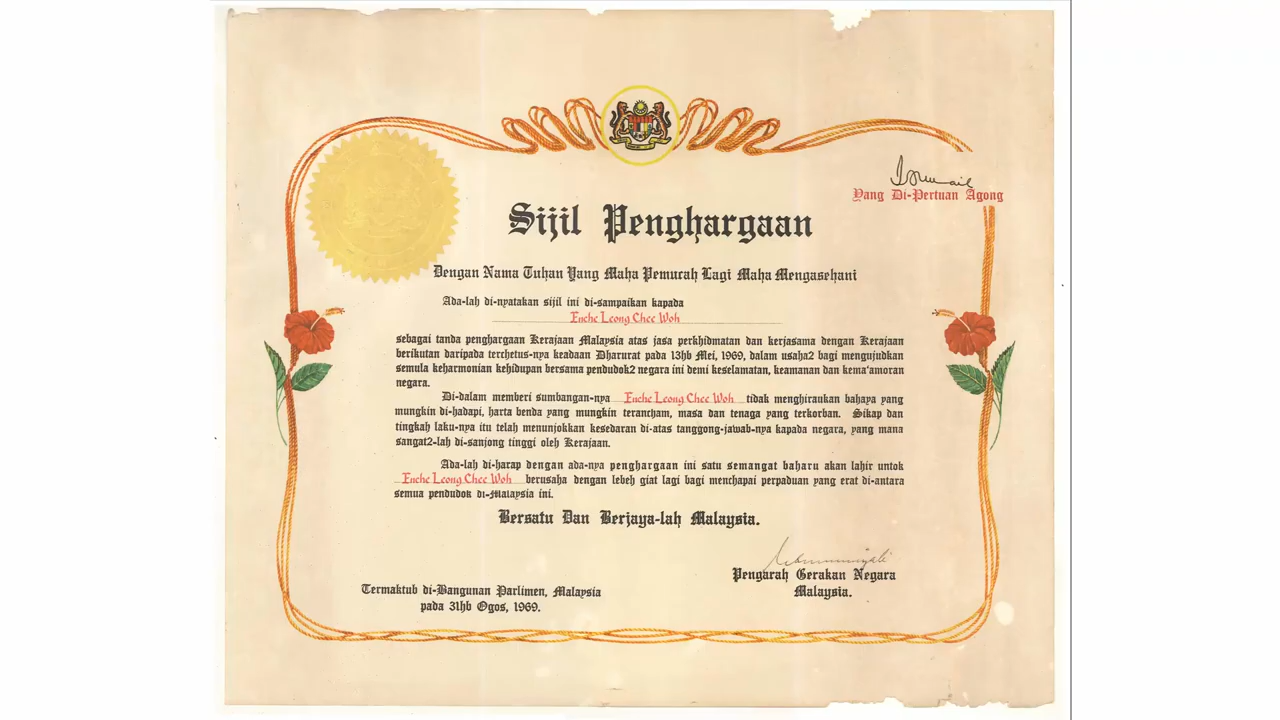 Ismail
Yang Di-Pertuan Agong
Sijil Penghargaan
Dengan Nama Tuhan Yang Maha Pemurah Lagi Maha Mengasehani
Ada-lah di-nyatakan sijil ini di-sampaikan kapada
Enche Leong Chee Woh
sebagai tanda penghargaan Kerajaan Malaysia atas jasa perkhidmatan dan kerjasama dengan Kerajaan
berikutan daripada terchetus-nya keadaan Dharurat pada 13hb Mei, 1969, dalam usaha2 bagi mengujudkan
semula keharmonian kehidupan bersama pendudok2 negara ini demi keselamatan, keamanan dan kema'amoran
negara.
Di-dalam memberi sumbangan-nya Enche Leong Chee Woh tidak menghiraukan bahaya yang
mungkin di-hadapi, harta benda yang mungkin terancham, masa dan tenaga yang terkorban. Sikap dan
tingkah laku-nya itu telah menunjokkan kesedaran di-atas tanggong-jawab-nya kapada negara, yang mana
sangat2-lah di-sanjong tinggi oleh Kerajaan.
Ada-lah di-harap dengan ada-nya penghargaan ini satu semangat baharu akan lahir untok
Enche Leong Chee Woh berusaha dengan lebeh giat lagi bagi menchapai perpaduan yang erat di-antara
semua pendudok di-Malaysia ini.
Bersatu Dan Berjaya-lah Malaysia.
Pengarah Gerakan Negara
Malaysia.
Termaktub di-Bangunan Parlimen, Malaysia
pada 31hb Ogos, 1969.